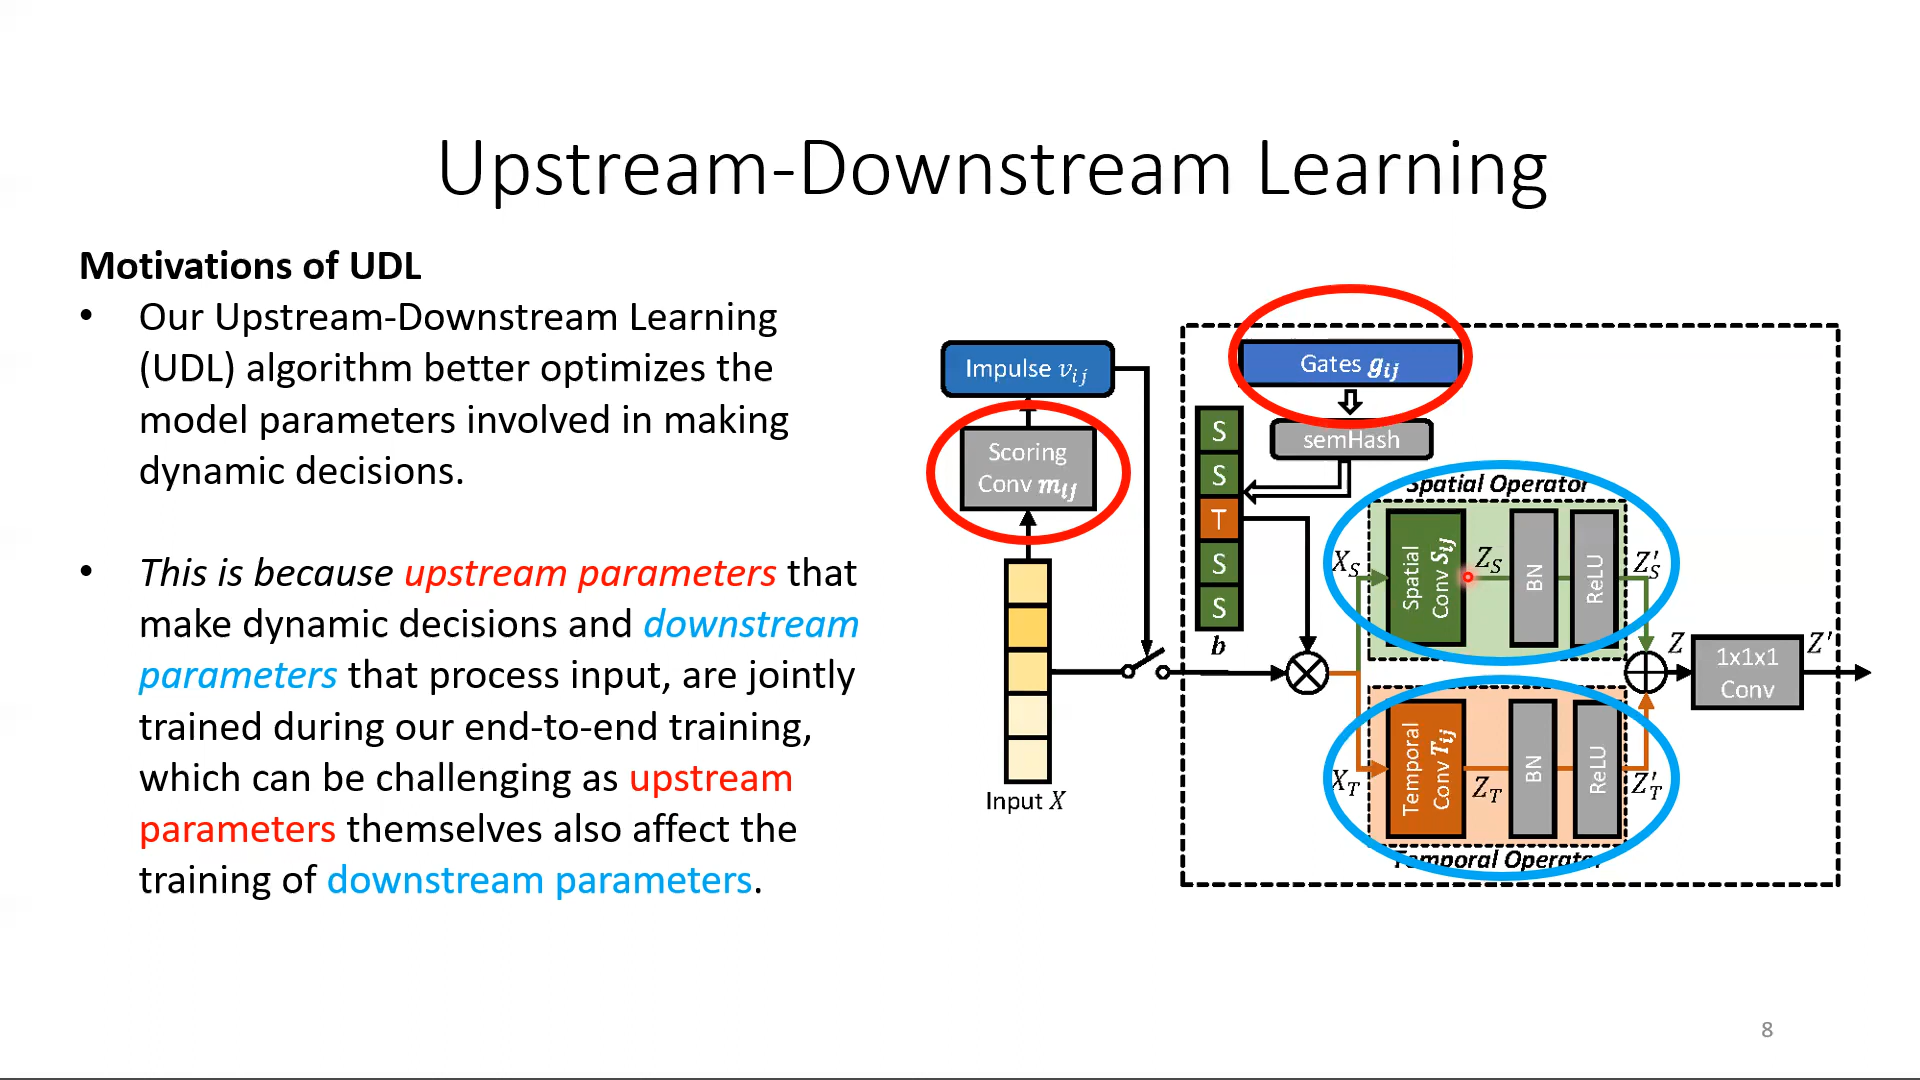 Upstream-Downstream Learning
Motivations of UDL
• Our Upstream-Downstream Learning
(UDL) algorithm better optimizes the
model parameters involved in making
dynamic decisions.
• This is because upstream parameters that
make dynamic decisions and downstream
parameters that process input, are jointly
trained during our end-to-end training,
which can be challenging as upstream
parameters themselves also affect the
training of downstream parameters.
Impulse v_ij
Scoring
Conv m_ij
Input X
Gates g_ij
semHash
S
S
T
S
S
b
Spatial Operator
X_S
Spatial
Conv S_ij
Z_S
BN
ReLU
Z'_S
X_T
Temporal
Conv T_ij
Z_T
BN
ReLU
Z'_T
Temporal Operator
Z
1x1x1
Conv
Z'
8